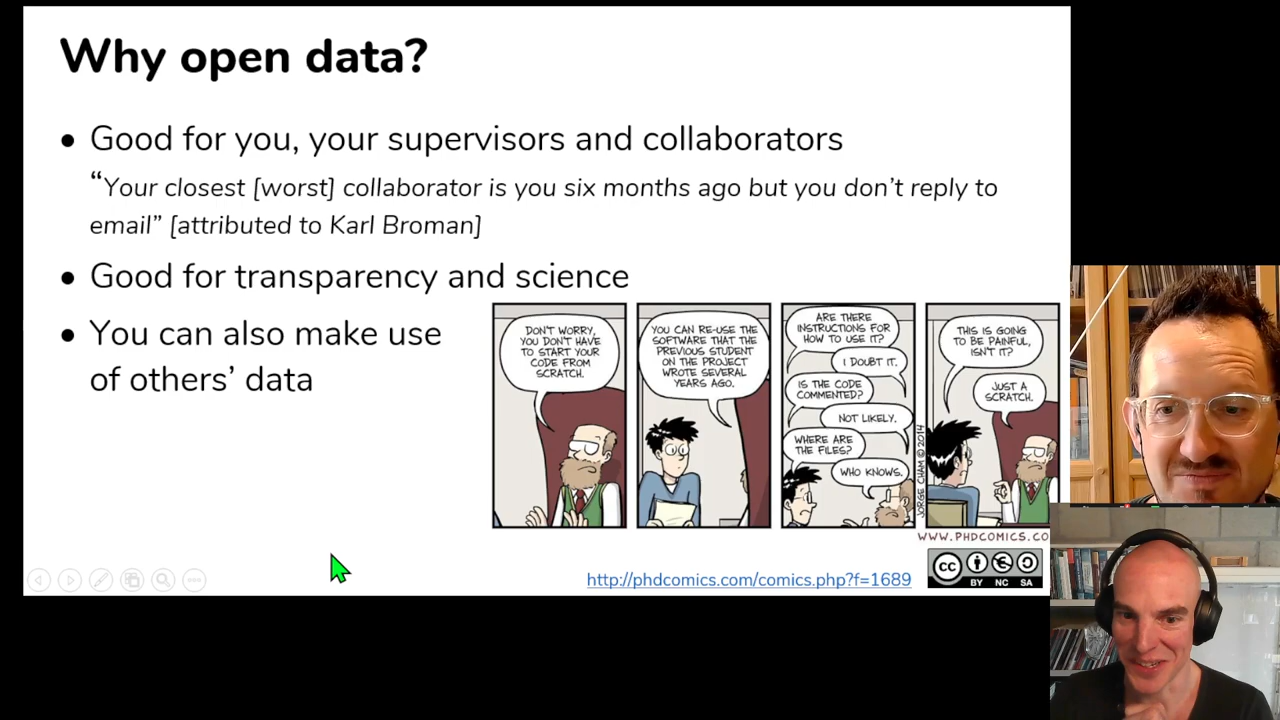 Why open data?
• Good for you, your supervisors and collaborators
“Your closest [worst] collaborator is you six months ago but you don’t reply to
email” [attributed to Karl Broman]
• Good for transparency and science
• You can also make use
of others’ data
DON'T WORRY,
YOU DON'T HAVE
TO START YOUR
CODE FROM
SCRATCH.
YOU CAN RE-USE THE
SOFTWARE THAT THE
PREVIOUS STUDENT
ON THE PROJECT
WROTE SEVERAL
YEARS AGO.
ARE THERE
INSTRUCTIONS FOR
HOW TO USE IT?
I DOUBT IT.
IS THE CODE
COMMENTED?
NOT LIKELY.
WHERE ARE
THE FILES?
WHO KNOWS.
JORGE CHAM © 2014
THIS IS GOING
TO BE PAINFUL,
ISN'T IT?
JUST A
SCRATCH.
WWW.PHDCOMICS.CO
http://phdcomics.com/comics.php?f=1689
cc
BY NC SA